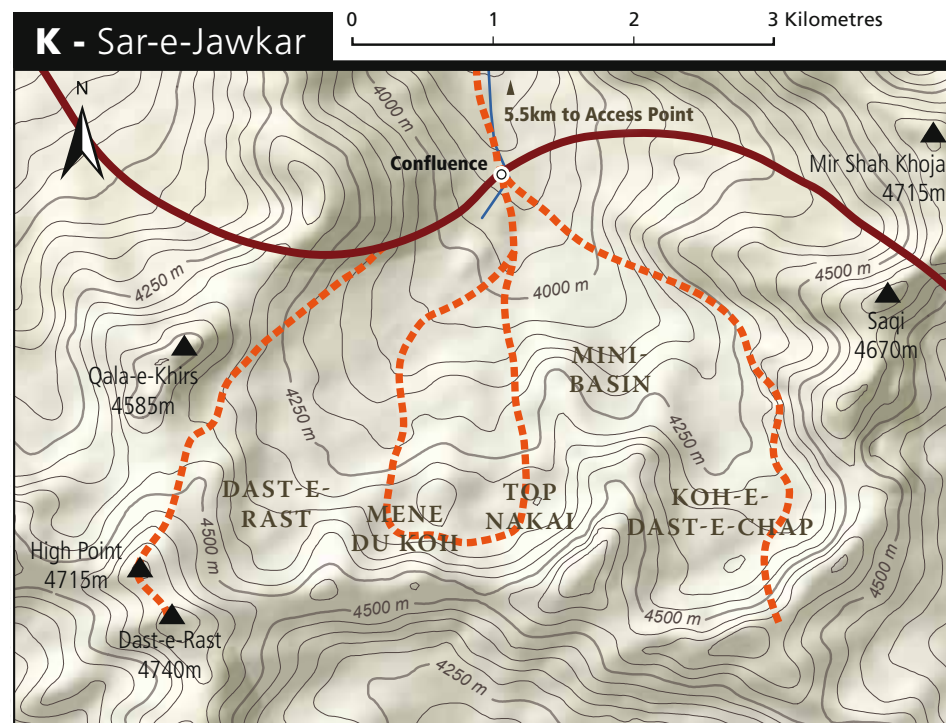 K - Sar-e-Jawkar
0 1 2 3 Kilometres
N
4000 m
5.5km to Access Point
Confluence
Mir Shah Khoja
4715m
4250 m
4500 m
4000 m
Saqi
4670m
Qala-e-Khirs
4585m
MINI-
BASIN
4250 m
4250 m
DAST-E-
RAST
MENE
DU KOH
TOP
NAKAI
KOH-E-
DAST-E-CHAP
4500 m
High Point
4715m
4500 m
4500 m
4500 m
Dast-e-Rast
4740m
4250 m